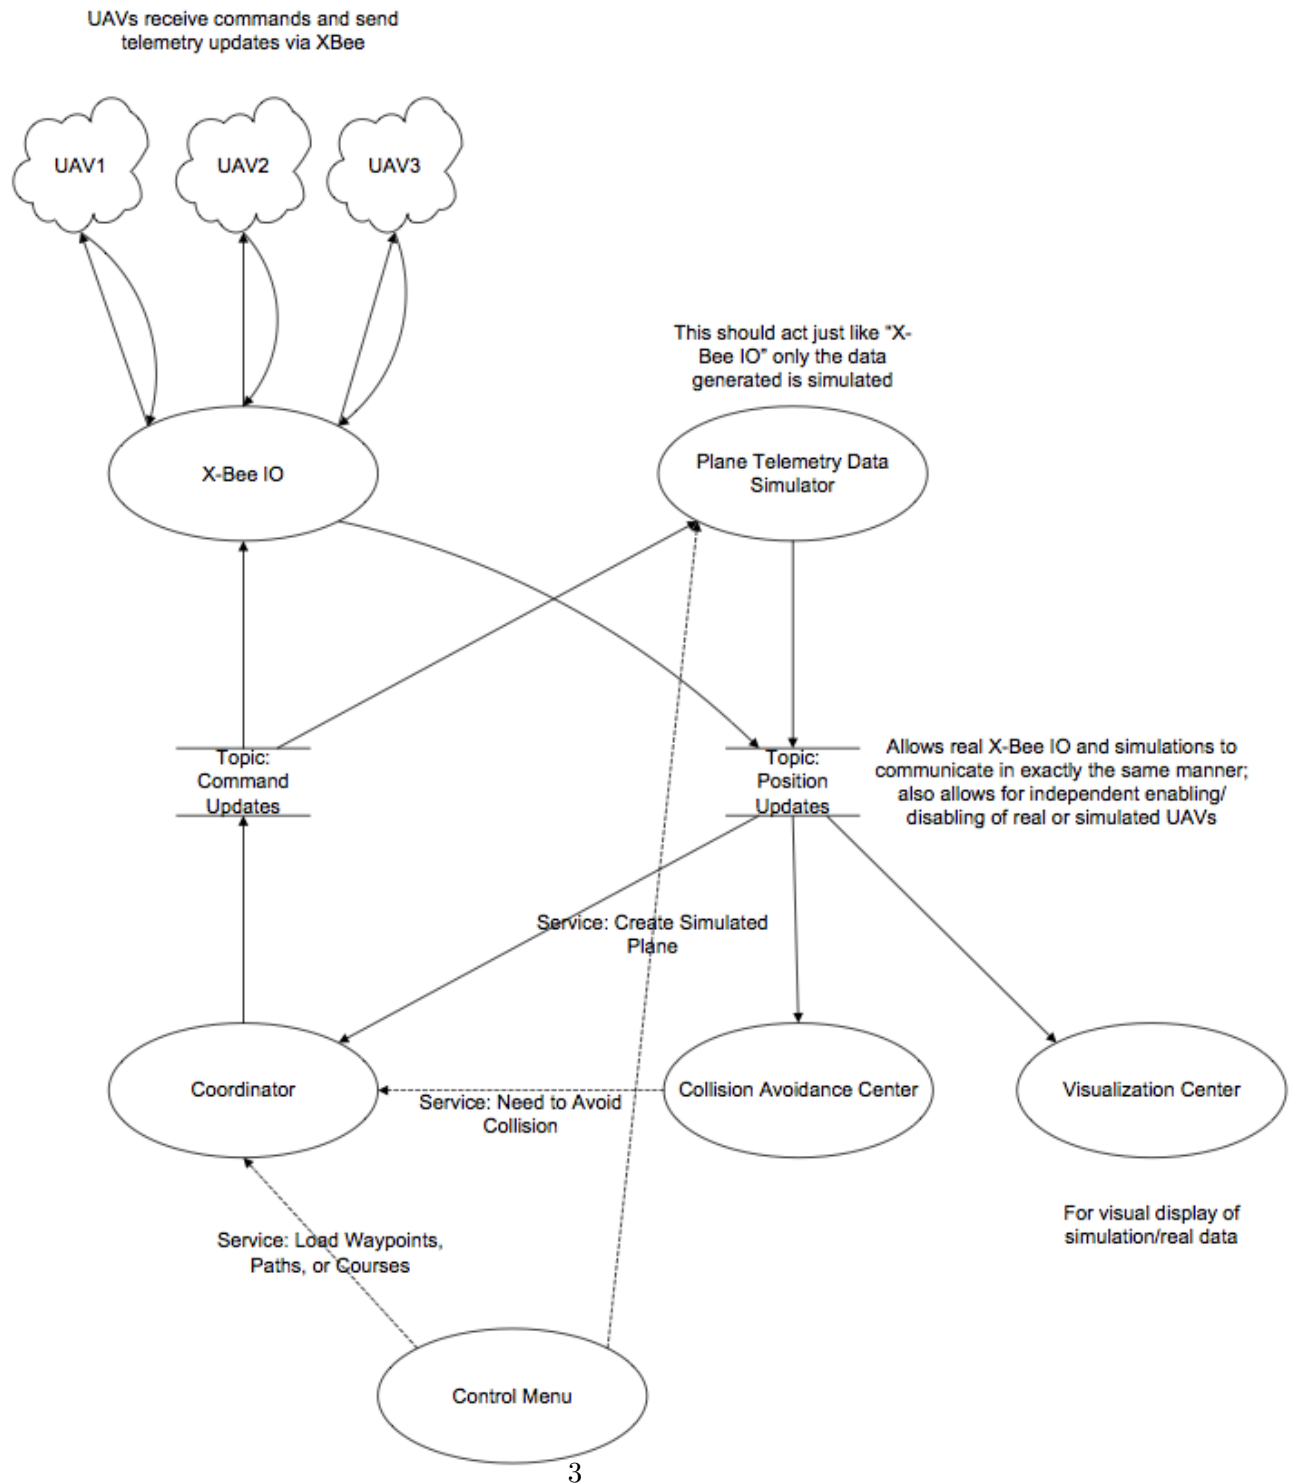 UAVs receive commands and send
telemetry updates via XBee
UAV1
UAV2
UAV3
This should act just like "X-
Bee IO" only the data
generated is simulated
X-Bee IO
Plane Telemetry Data
Simulator
Topic:
Command
Updates
Topic:
Position
Updates
Allows real X-Bee IO and simulations to
communicate in exactly the same manner;
also allows for independent enabling/
disabling of real or simulated UAVs
Service: Create Simulated
Plane
Coordinator
Service: Need to Avoid
Collision
Collision Avoidance Center
Visualization Center
For visual display of
simulation/real data
Service: Load Waypoints,
Paths, or Courses
Control Menu
3